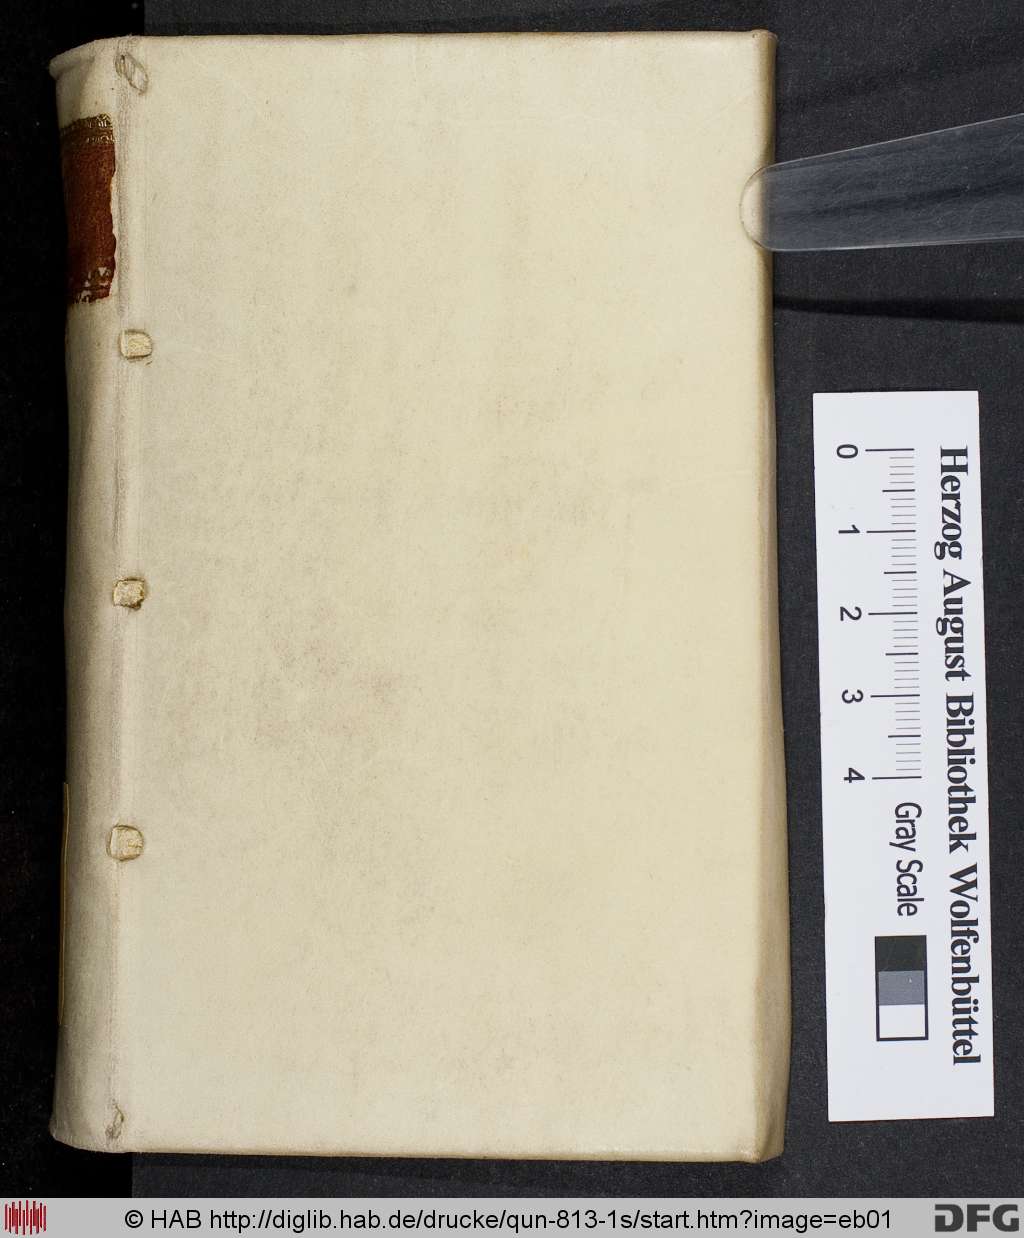 Herzog August Bibliothek Wolfenbüttel
0 1 2 3 4
Gray Scale
© HAB http://diglib.hab.de/drucke/qun-813-1s/start.htm?image=eb01
DFG